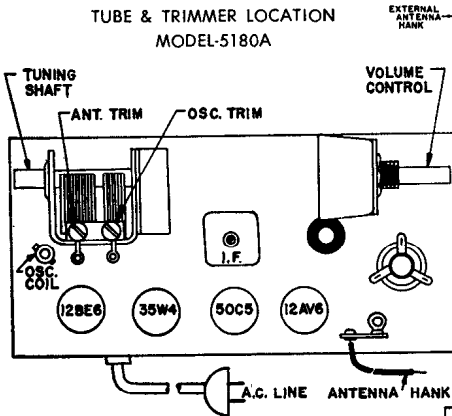 TUBE & TRIMMER LOCATION
MODEL-5180A
EXTERNAL
ANTENNA
HANK
TUNING
SHAFT
ANT. TRIM
OSC. TRIM
VOLUME
CONTROL
I.F.
OSC.
COIL
12BE6
35W4
50C5
12AV6
A.C. LINE
ANTENNA HANK